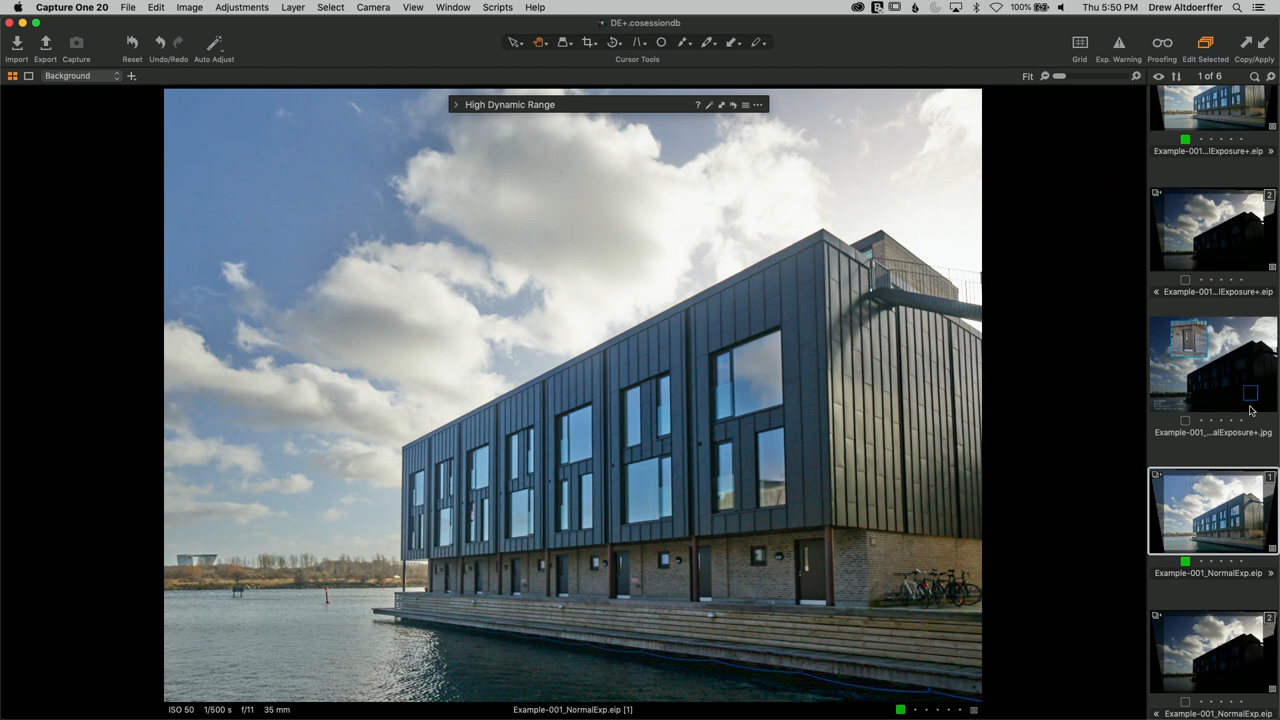 Capture One 20 File Edit Image Adjustments Layer Select Camera View Window Scripts Help
100% Thu 5:50 PM Drew Altdoerffer
DE+.cosessiondb
Import Export Capture Reset Undo/Redo Auto Adjust Cursor Tools Grid Exp. Warning Proofing Edit Selected Copy/Apply
Background Fit 1 of 6
High Dynamic Range ?
Example-001...lExposure+.eip
2
Example-001...lExposure+.eip
Example-001_...alExposure+.jpg
1
Example-001_NormalExp.eip
2
Example-001_NormalExp.eip
ISO 50 1/500 s f/11 35 mm Example-001_NormalExp.eip [1]